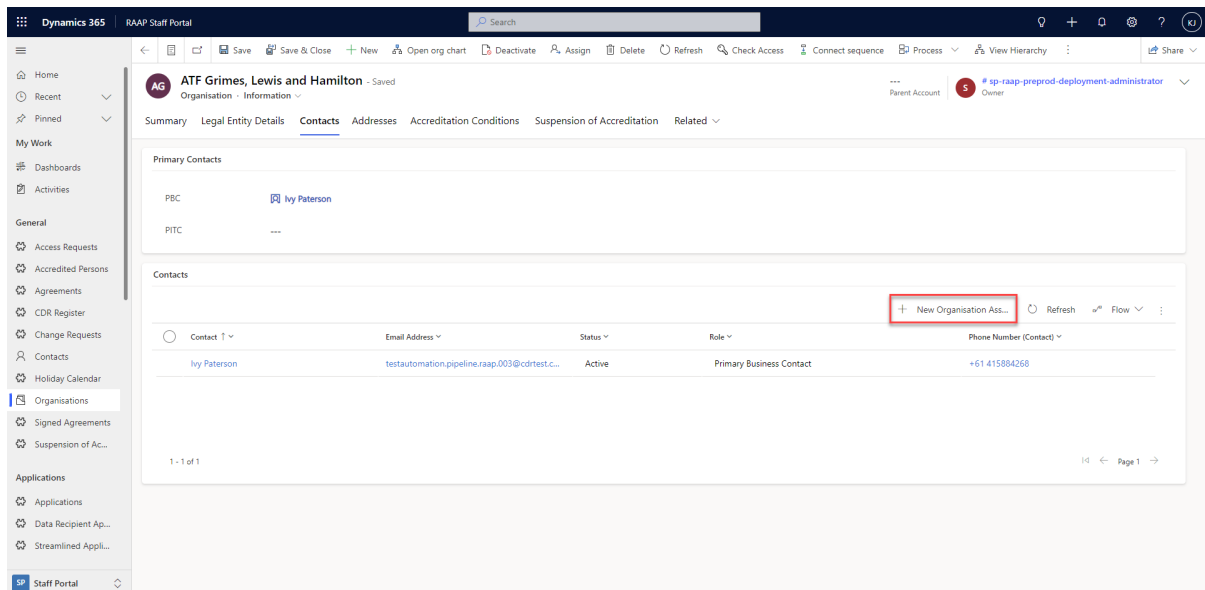 Dynamics 365 RAAP Staff Portal Search KJ
Save Save & Close New Open org chart Deactivate Assign Delete Refresh Check Access Connect sequence Process View Hierarchy Share
Home
Recent
Pinned
My Work
Dashboards
Activities
General
Access Requests
Accredited Persons
Agreements
CDR Register
Change Requests
Contacts
Holiday Calendar
Organisations
Signed Agreements
Suspension of Ac...
Applications
Applications
Data Recipient Ap...
Streamlined Appli...
SP Staff Portal
AG
ATF Grimes, Lewis and Hamilton - Saved
Organisation · Information
---
Parent Account
S
# sp-raap-preprod-deployment-administrator
Owner
Summary Legal Entity Details Contacts Addresses Accreditation Conditions Suspension of Accreditation Related
Primary Contacts
PBC Ivy Paterson
PITC ---
Contacts
New Organisation Ass... Refresh Flow
Contact Email Address Status Role Phone Number (Contact)
Ivy Paterson testautomation.pipeline.raap.003@cdrtest.c... Active Primary Business Contact +61 415884268
1 - 1 of 1 Page 1